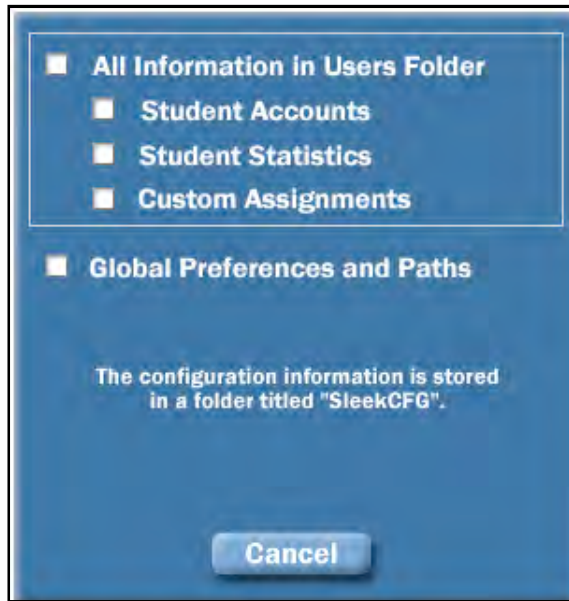 All Information in Users Folder
Student Accounts
Student Statistics
Custom Assignments
Global Preferences and Paths
The configuration information is stored
in a folder titled "SleekCFG".
Cancel